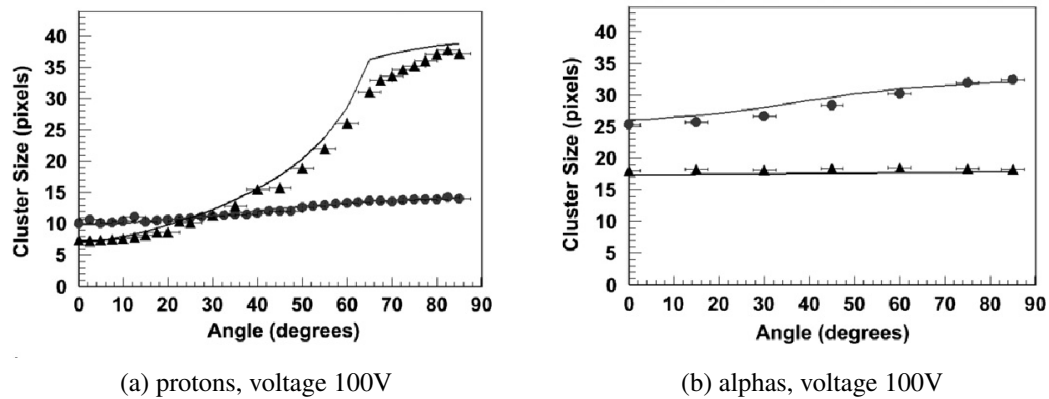 Cluster Size (pixels)
40
35
30
25
20
15
10
5
0
0 10 20 30 40 50 60 70 80 90
Angle (degrees)
(a) protons, voltage 100V
Cluster Size (pixels)
40
35
30
25
20
15
10
5
0
0 10 20 30 40 50 60 70 80 90
Angle (degrees)
(b) alphas, voltage 100V